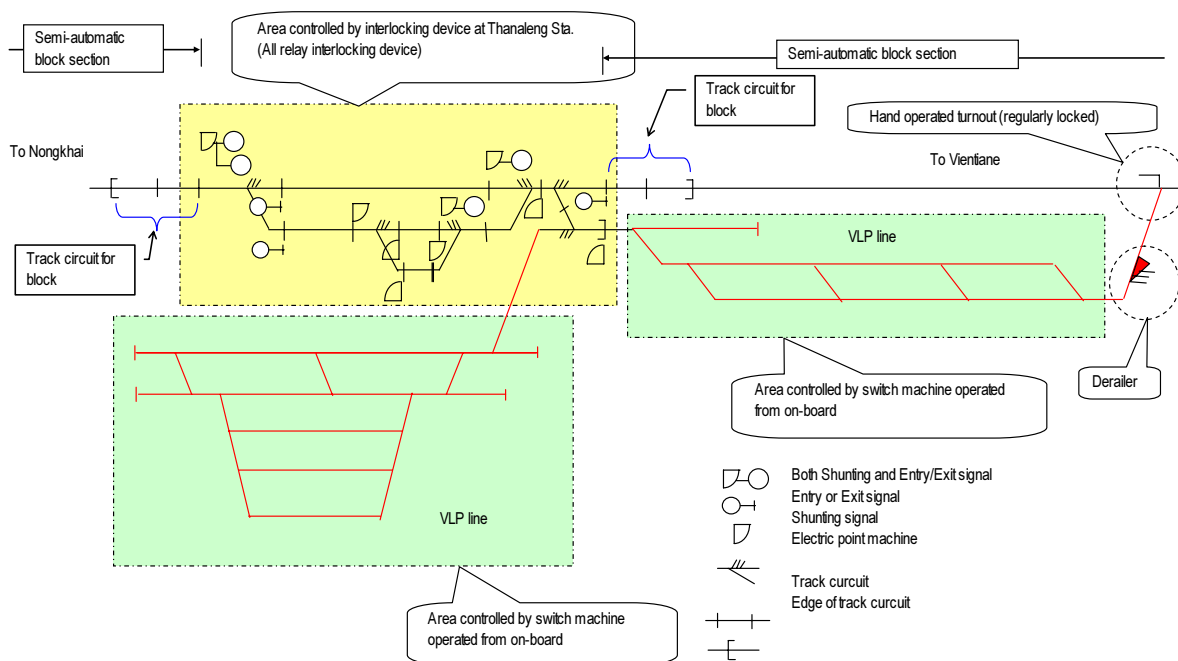 Semi-automatic
block section
Area controlled by interlocking device at Thanaleng Sta.
(All relay interlocking device)
Semi-automatic block section
Track circuit for
block
Hand operated turnout (regularly locked)
To Nongkhai
To Vientiane
Track circuit for
block
VLP line
Derailer
Area controlled by switch machine operated
from on-board
VLP line
Both Shunting and Entry/Exit signal
Entry or Exit signal
Shunting signal
Electric point machine
Track curcuit
Edge of track curcuit
Area controlled by switch machine
operated from on-board